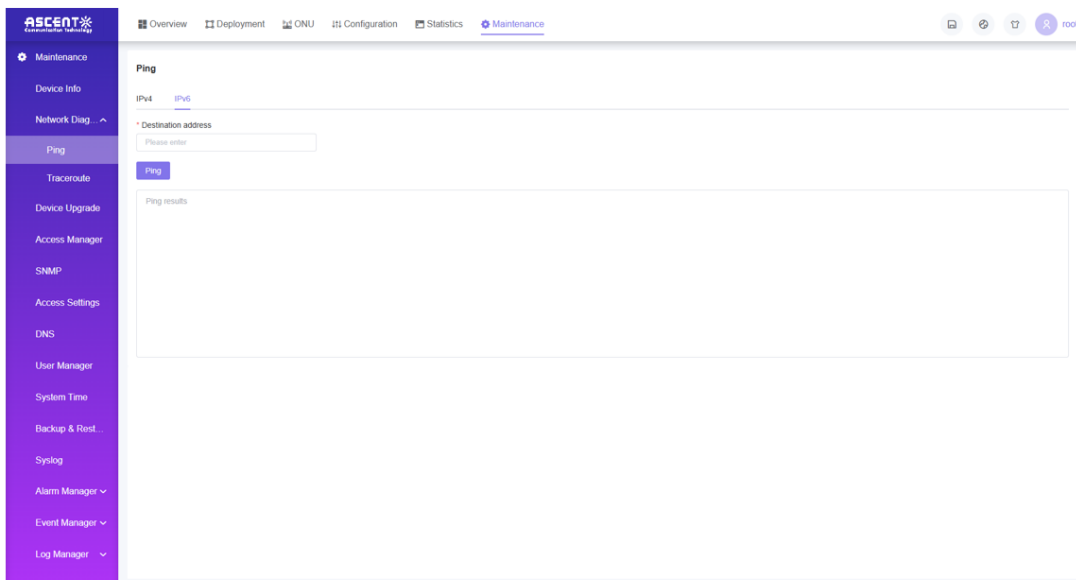 ASCENT
Communication Technology
Overview Deployment ONU Configuration Statistics Maintenance
roo
Maintenance
Device Info
Network Diag...
Ping
Traceroute
Device Upgrade
Access Manager
SNMP
Access Settings
DNS
User Manager
System Time
Backup & Rest...
Syslog
Alarm Manager
Event Manager
Log Manager
Ping
IPv4 IPv6
* Destination address
Please enter
Ping
Ping results